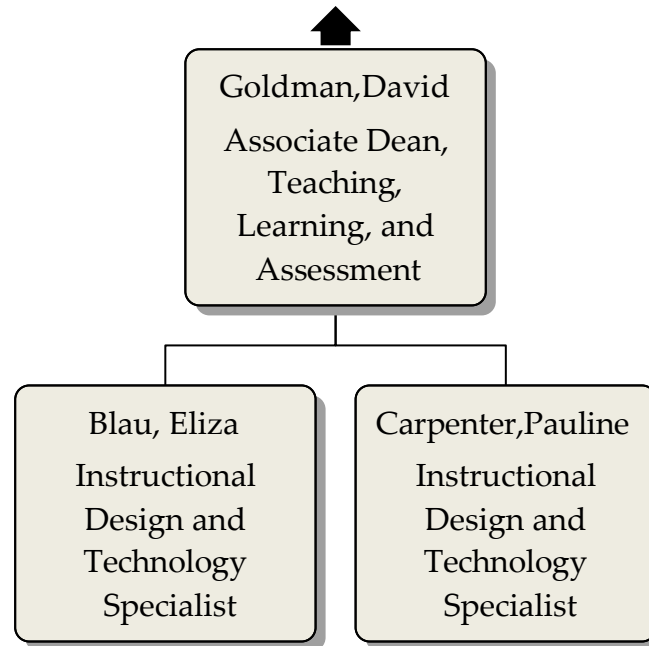 Goldman,David
Associate Dean,
Teaching,
Learning, and
Assessment
Blau, Eliza
Instructional
Design and
Technology
Specialist
Carpenter,Pauline
Instructional
Design and
Technology
Specialist